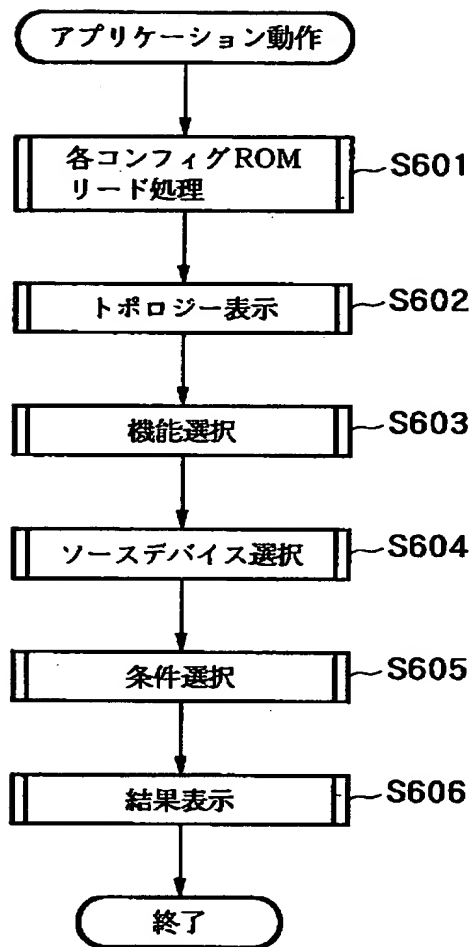 アプリケーション動作
各コンフィグROM
リード処理
S601
トポロジー表示
S602
機能選択
S603
ソースデバイス選択
S604
条件選択
S605
結果表示
S606
終了